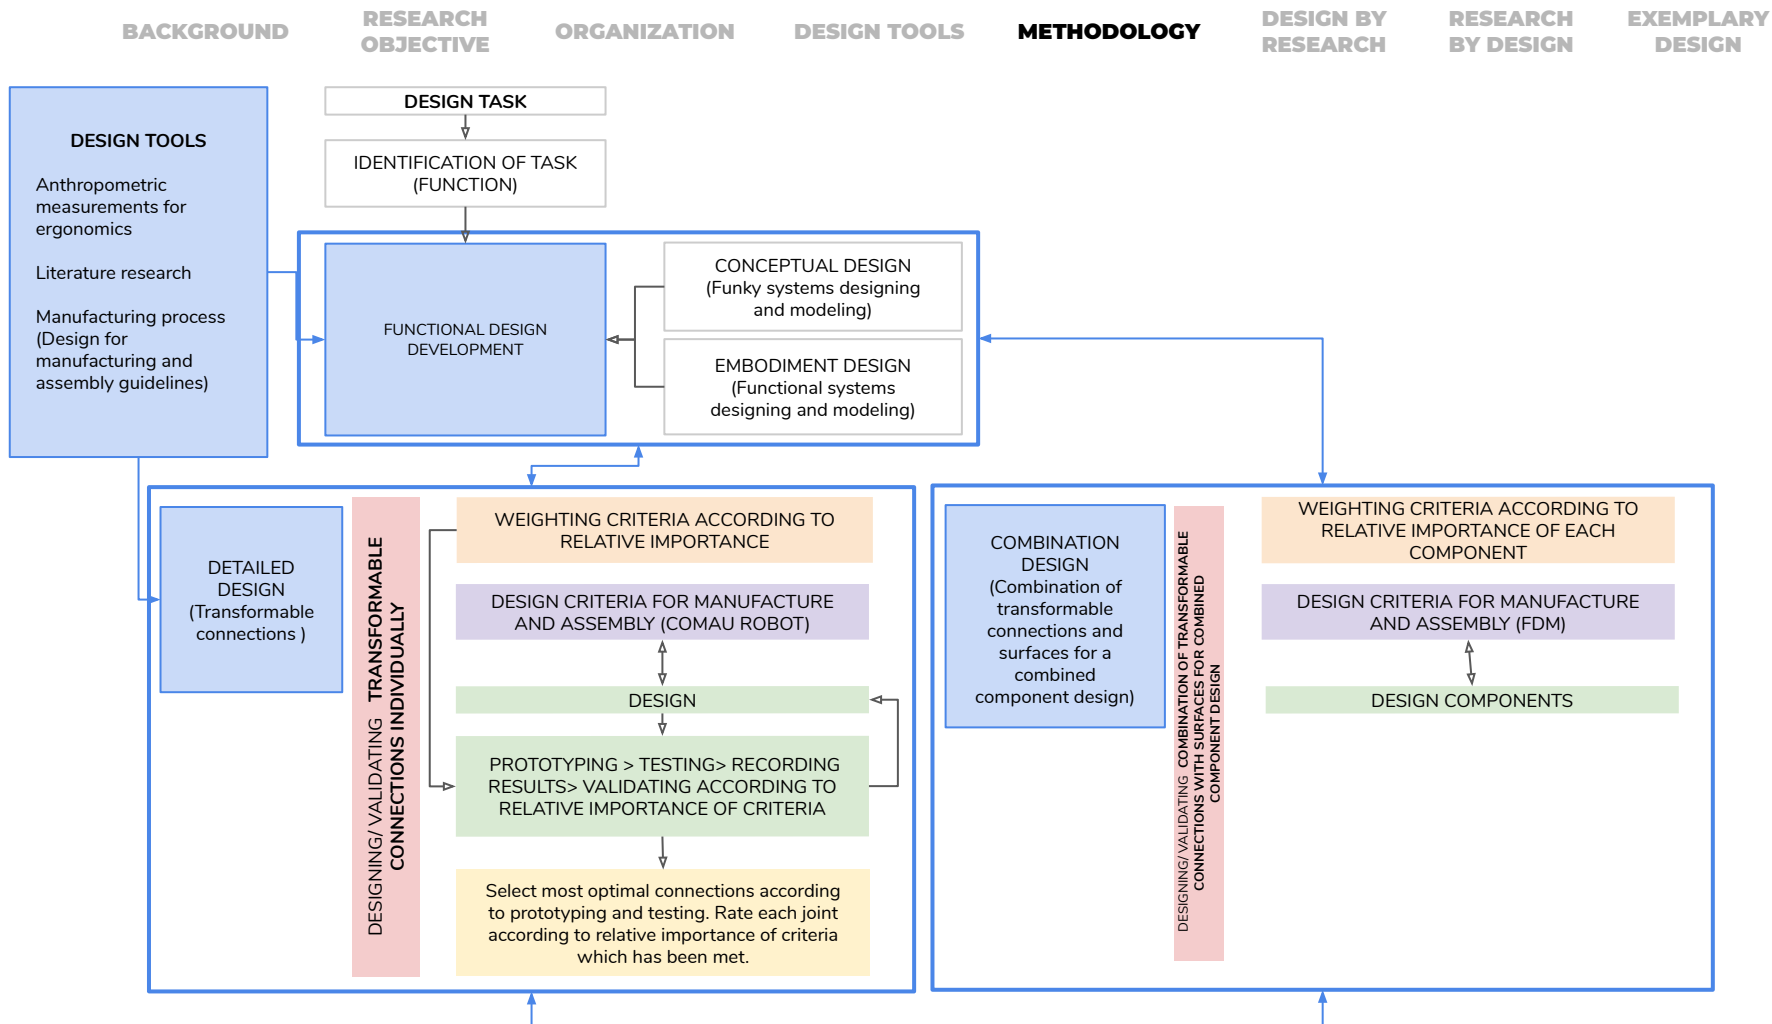 BACKGROUND
RESEARCH
OBJECTIVE
ORGANIZATION
DESIGN TOOLS
METHODOLOGY
DESIGN BY
RESEARCH
RESEARCH
BY DESIGN
EXEMPLARY
DESIGN
DESIGN TOOLS
Anthropometric
measurements for
ergonomics
Literature research
Manufacturing process
(Design for
manufacturing and
assembly guidelines)
DESIGN TASK
IDENTIFICATION OF TASK
(FUNCTION)
FUNCTIONAL DESIGN
DEVELOPMENT
CONCEPTUAL DESIGN
(Funky systems designing
and modeling)
EMBODIMENT DESIGN
(Functional systems
designing and modeling)
DETAILED
DESIGN
(Transformable
connections )
DESIGNING/ VALIDATING TRANSFORMABLE
CONNECTIONS INDIVIDUALLY
WEIGHTING CRITERIA ACCORDING TO
RELATIVE IMPORTANCE
DESIGN CRITERIA FOR MANUFACTURE
AND ASSEMBLY (COMAU ROBOT)
DESIGN
PROTOTYPING > TESTING> RECORDING
RESULTS> VALIDATING ACCORDING TO
RELATIVE IMPORTANCE OF CRITERIA
Select most optimal connections according
to prototyping and testing. Rate each joint
according to relative importance of criteria
which has been met.
COMBINATION
DESIGN
(Combination of
transformable
connections and
surfaces for a
combined
component design)
DESIGNING/ VALIDATING COMBINATION OF TRANSFORMABLE
CONNECTIONS WITH SURFACES FOR COMBINED
COMPONENT DESIGN
WEIGHTING CRITERIA ACCORDING TO
RELATIVE IMPORTANCE OF EACH
COMPONENT
DESIGN CRITERIA FOR MANUFACTURE
AND ASSEMBLY (FDM)
DESIGN COMPONENTS